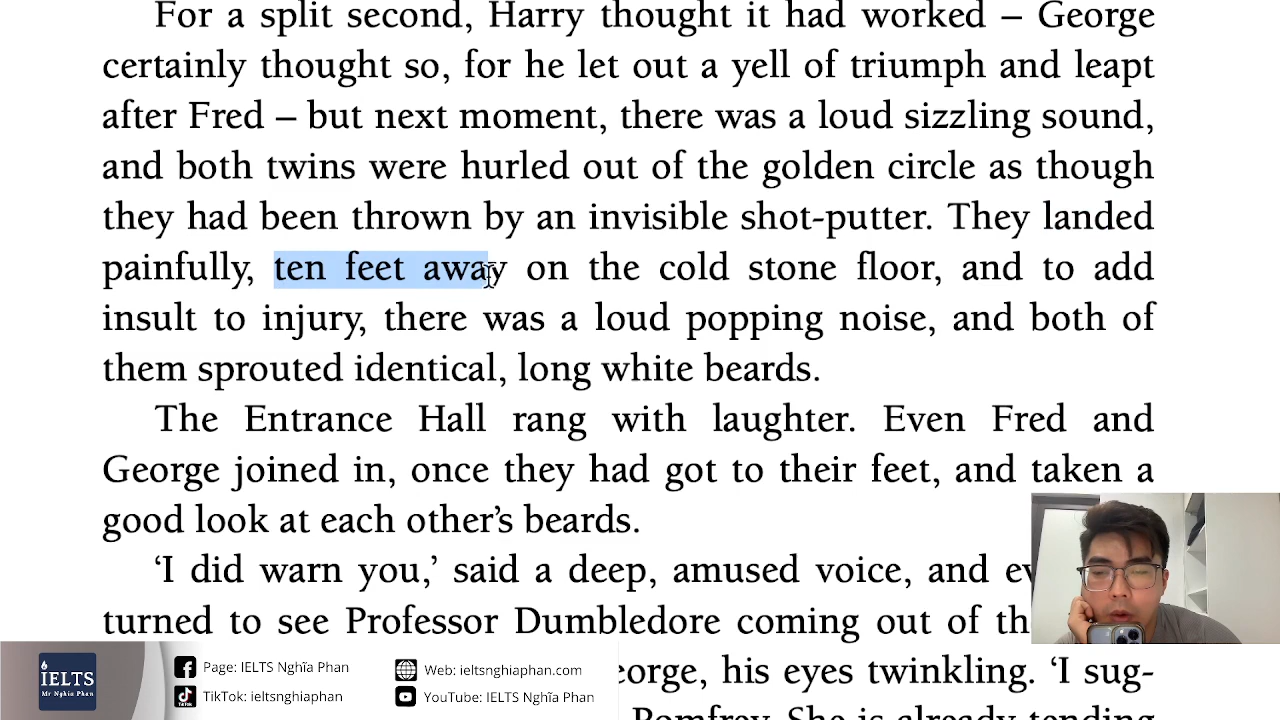 For a split second, Harry thought it had worked – George
certainly thought so, for he let out a yell of triumph and leapt
after Fred – but next moment, there was a loud sizzling sound,
and both twins were hurled out of the golden circle as though
they had been thrown by an invisible shot-putter. They landed
painfully, ten feet away on the cold stone floor, and to add
insult to injury, there was a loud popping noise, and both of
them sprouted identical, long white beards.
The Entrance Hall rang with laughter. Even Fred and
George joined in, once they had got to their feet, and taken a
good look at each other’s beards.
‘I did warn you,’ said a deep, amused voice, and
turned to see Professor Dumbledore coming out of
his eyes twinkling. ‘I sug-
Pomfrey. She is already tending
IELTS
Mr Nghia Phan
Page: IELTS Nghĩa Phan
TikTok: ieltsnghiaphan
Web: ieltsnghiaphan.com
YouTube: IELTS Nghĩa Phan